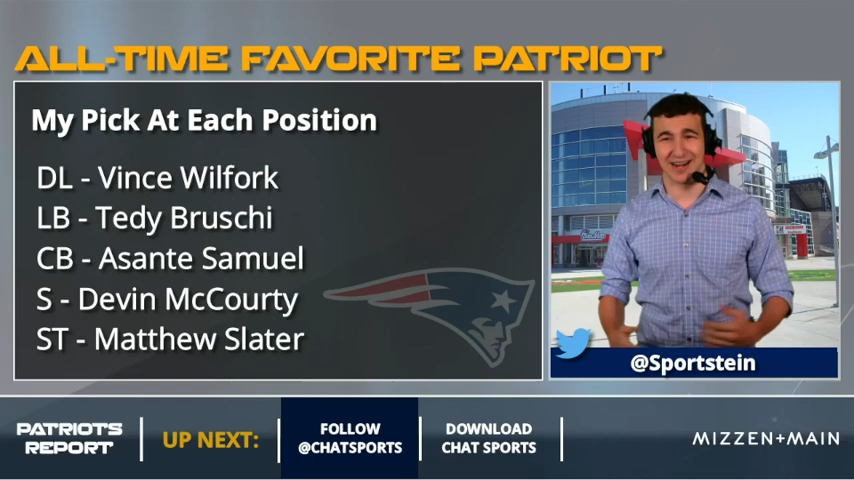 ALL-TIME FAVORITE PATRIOT
My Pick At Each Position
DL - Vince Wilfork
LB - Tedy Bruschi
CB - Asante Samuel
S - Devin McCourty
ST - Matthew Slater
@Sportstein
PATRIOTS
REPORT
UP NEXT:
FOLLOW
@CHATSPORTS
DOWNLOAD
CHAT SPORTS
MIZZEN+MAIN